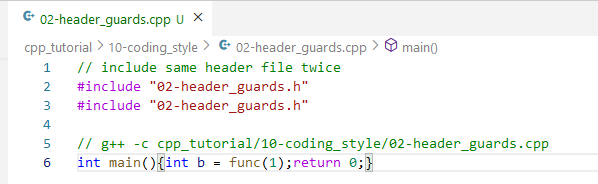 02-header_guards.cpp U ×
cpp_tutorial > 10-coding_style > 02-header_guards.cpp > main()
1 // include same header file twice
2 #include "02-header_guards.h"
3 #include "02-header_guards.h"
4
5 // g++ -c cpp_tutorial/10-coding_style/02-header_guards.cpp
6 int main(){int b = func(1);return 0;}